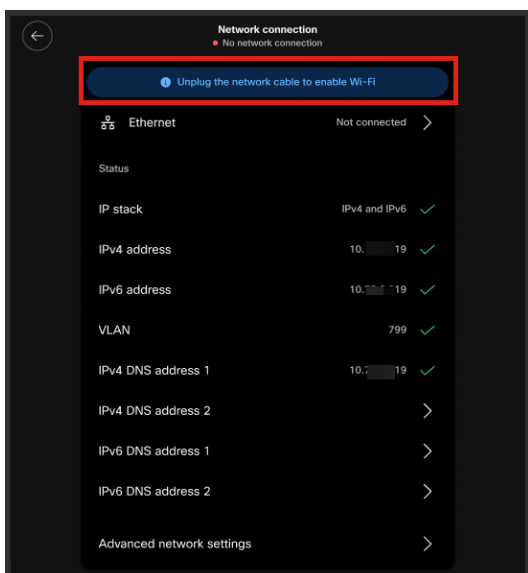 Network connection
No network connection
Unplug the network cable to enable Wi-Fi
Ethernet Not connected
Status
IP stack IPv4 and IPv6
IPv4 address 10. 19
IPv6 address 10. 19
VLAN 799
IPv4 DNS address 1 10. 19
IPv4 DNS address 2
IPv6 DNS address 1
IPv6 DNS address 2
Advanced network settings